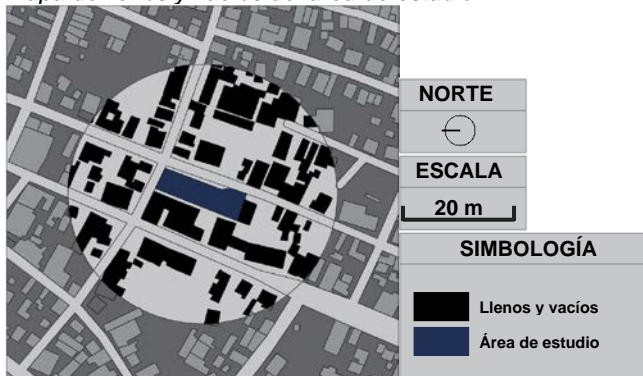 NORTE
ESCALA
20 m
SIMBOLOGÍA
Llenos y vacíos
Área de estudio